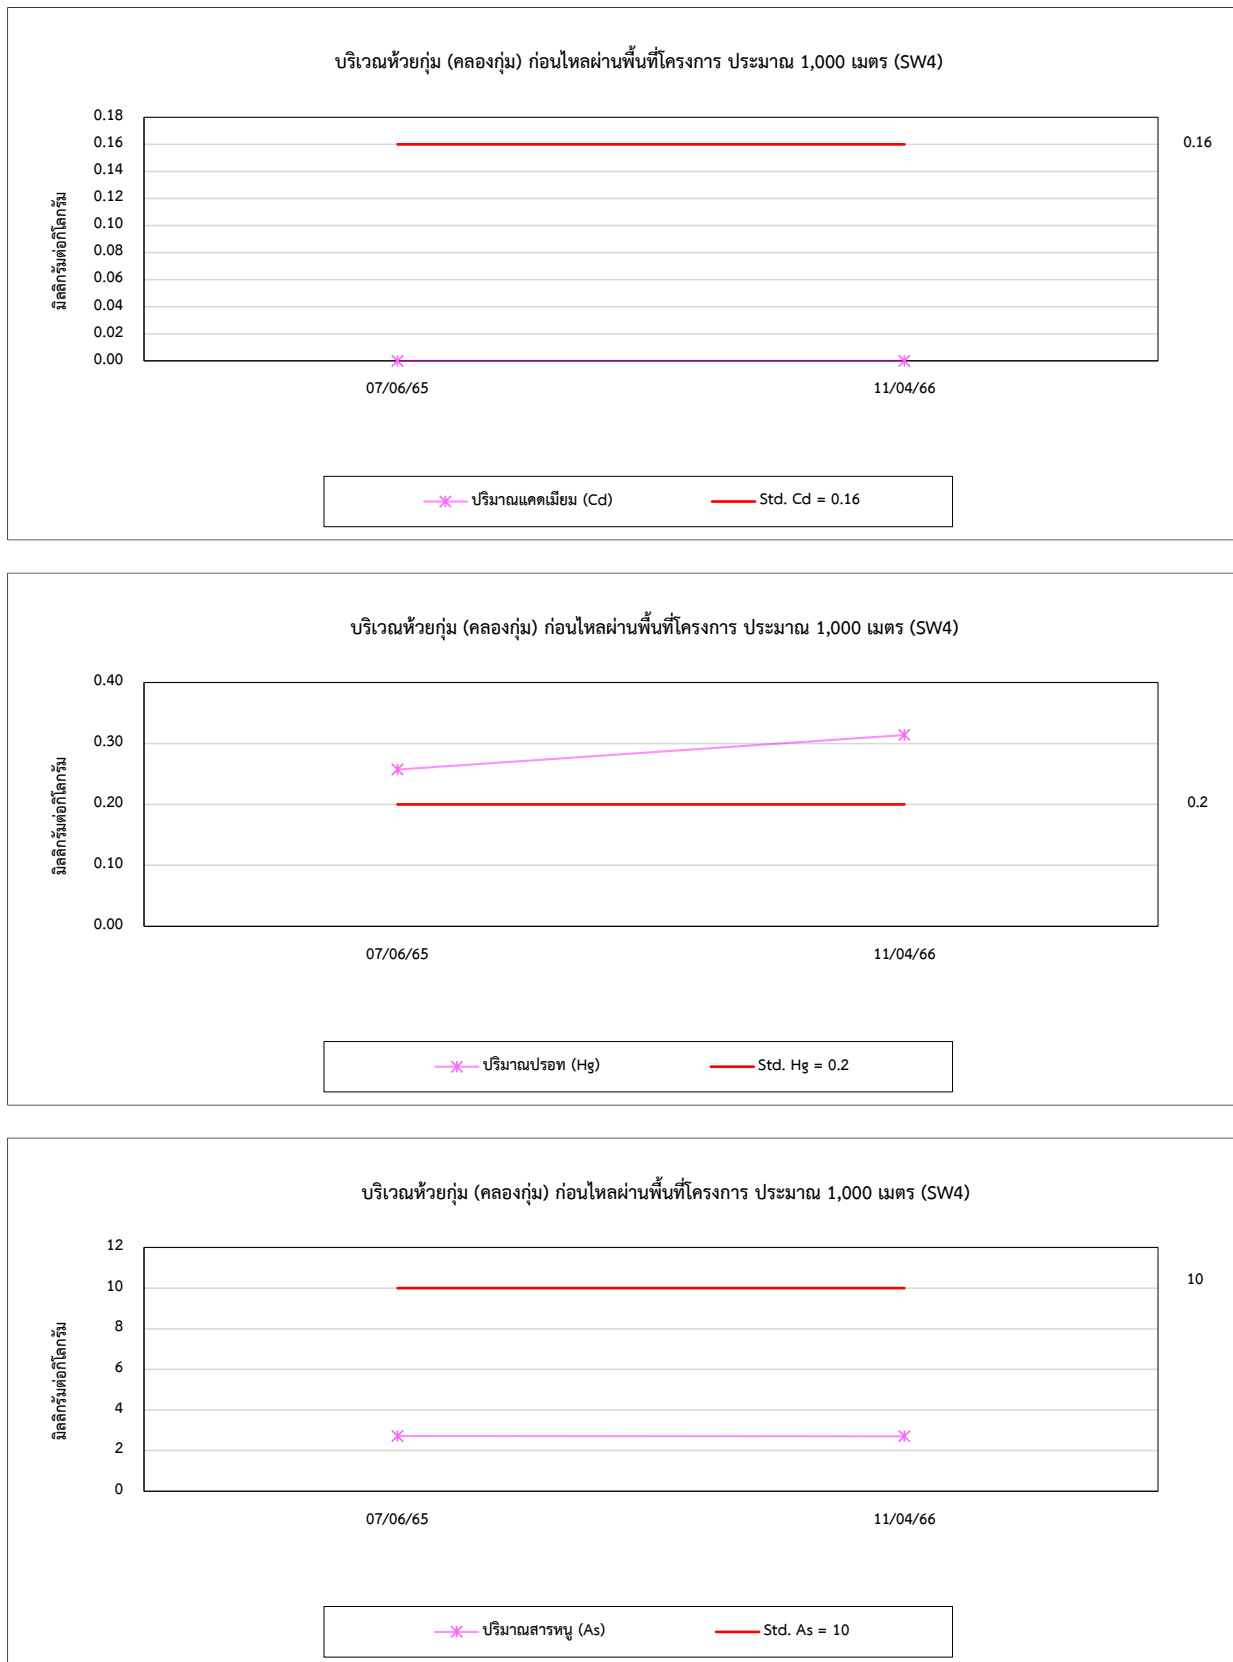 บริเวณห้วยกุ่ม (คลองกุ่ม) ก่อนไหลผ่านพื้นที่โครงการ ประมาณ 1,000 เมตร (SW4)
0.18
0.16
0.16
0.14
0.12
0.10
0.08
0.06
0.04
0.02
0.00
มิลลิกรัมต่อกิโลกรัม
07/06/65
11/04/66
ปริมาณแคดเมียม (Cd)
Std. Cd = 0.16
บริเวณห้วยกุ่ม (คลองกุ่ม) ก่อนไหลผ่านพื้นที่โครงการ ประมาณ 1,000 เมตร (SW4)
0.40
0.30
0.20
0.2
0.10
0.00
มิลลิกรัมต่อกิโลกรัม
07/06/65
11/04/66
ปริมาณปรอท (Hg)
Std. Hg = 0.2
บริเวณห้วยกุ่ม (คลองกุ่ม) ก่อนไหลผ่านพื้นที่โครงการ ประมาณ 1,000 เมตร (SW4)
12
10
10
8
6
4
2
0
มิลลิกรัมต่อกิโลกรัม
07/06/65
11/04/66
ปริมาณสารหนู (As)
Std. As = 10